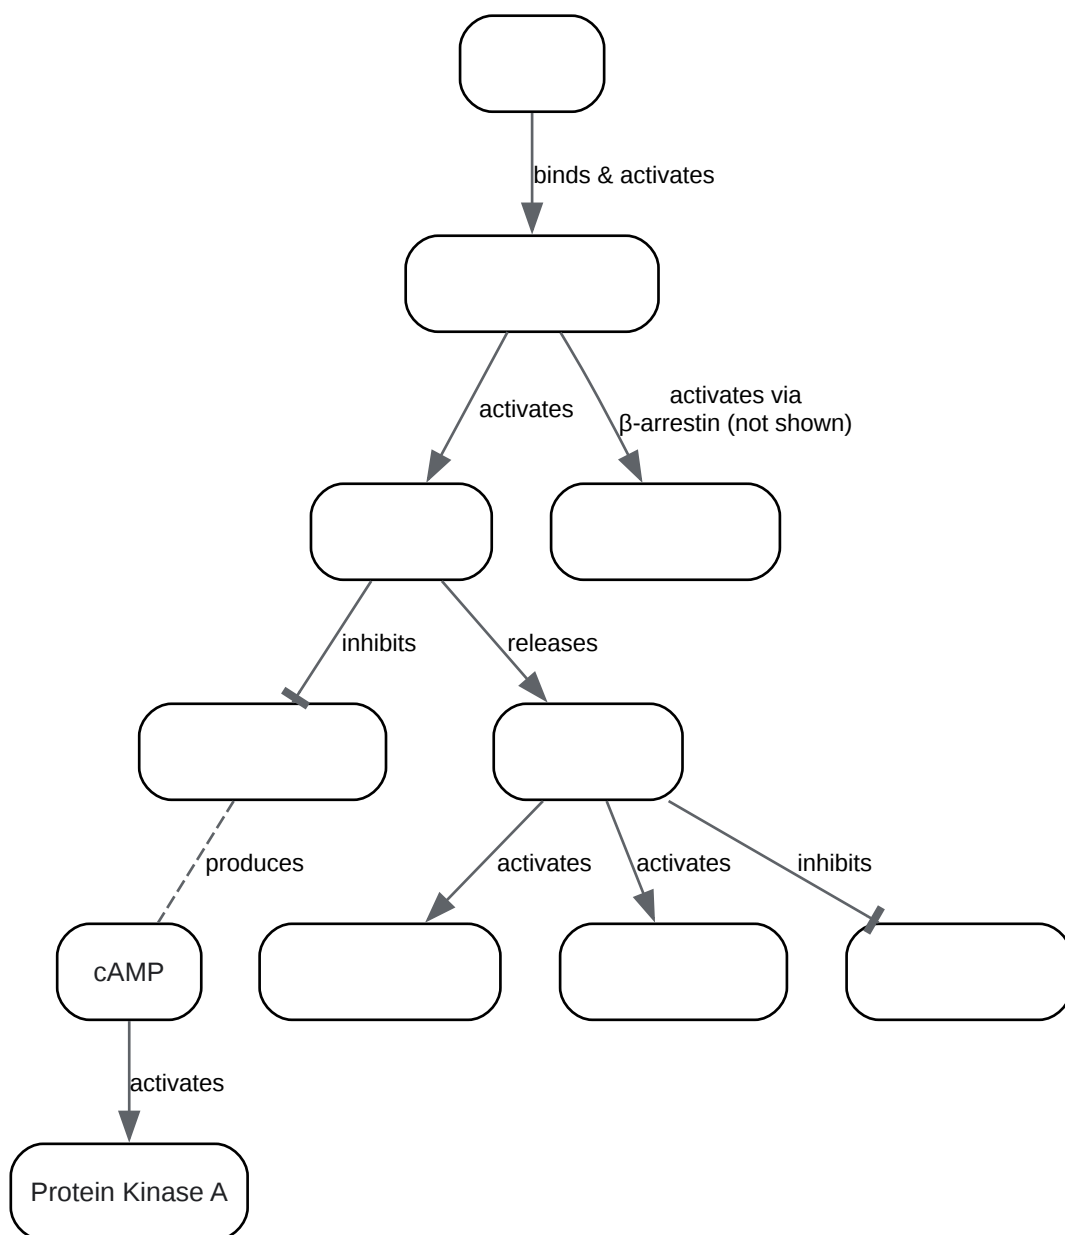 binds & activates
activates
activates via
β-arrestin (not shown)
inhibits
releases
produces
activates
activates
inhibits
cAMP
activates
Protein Kinase A